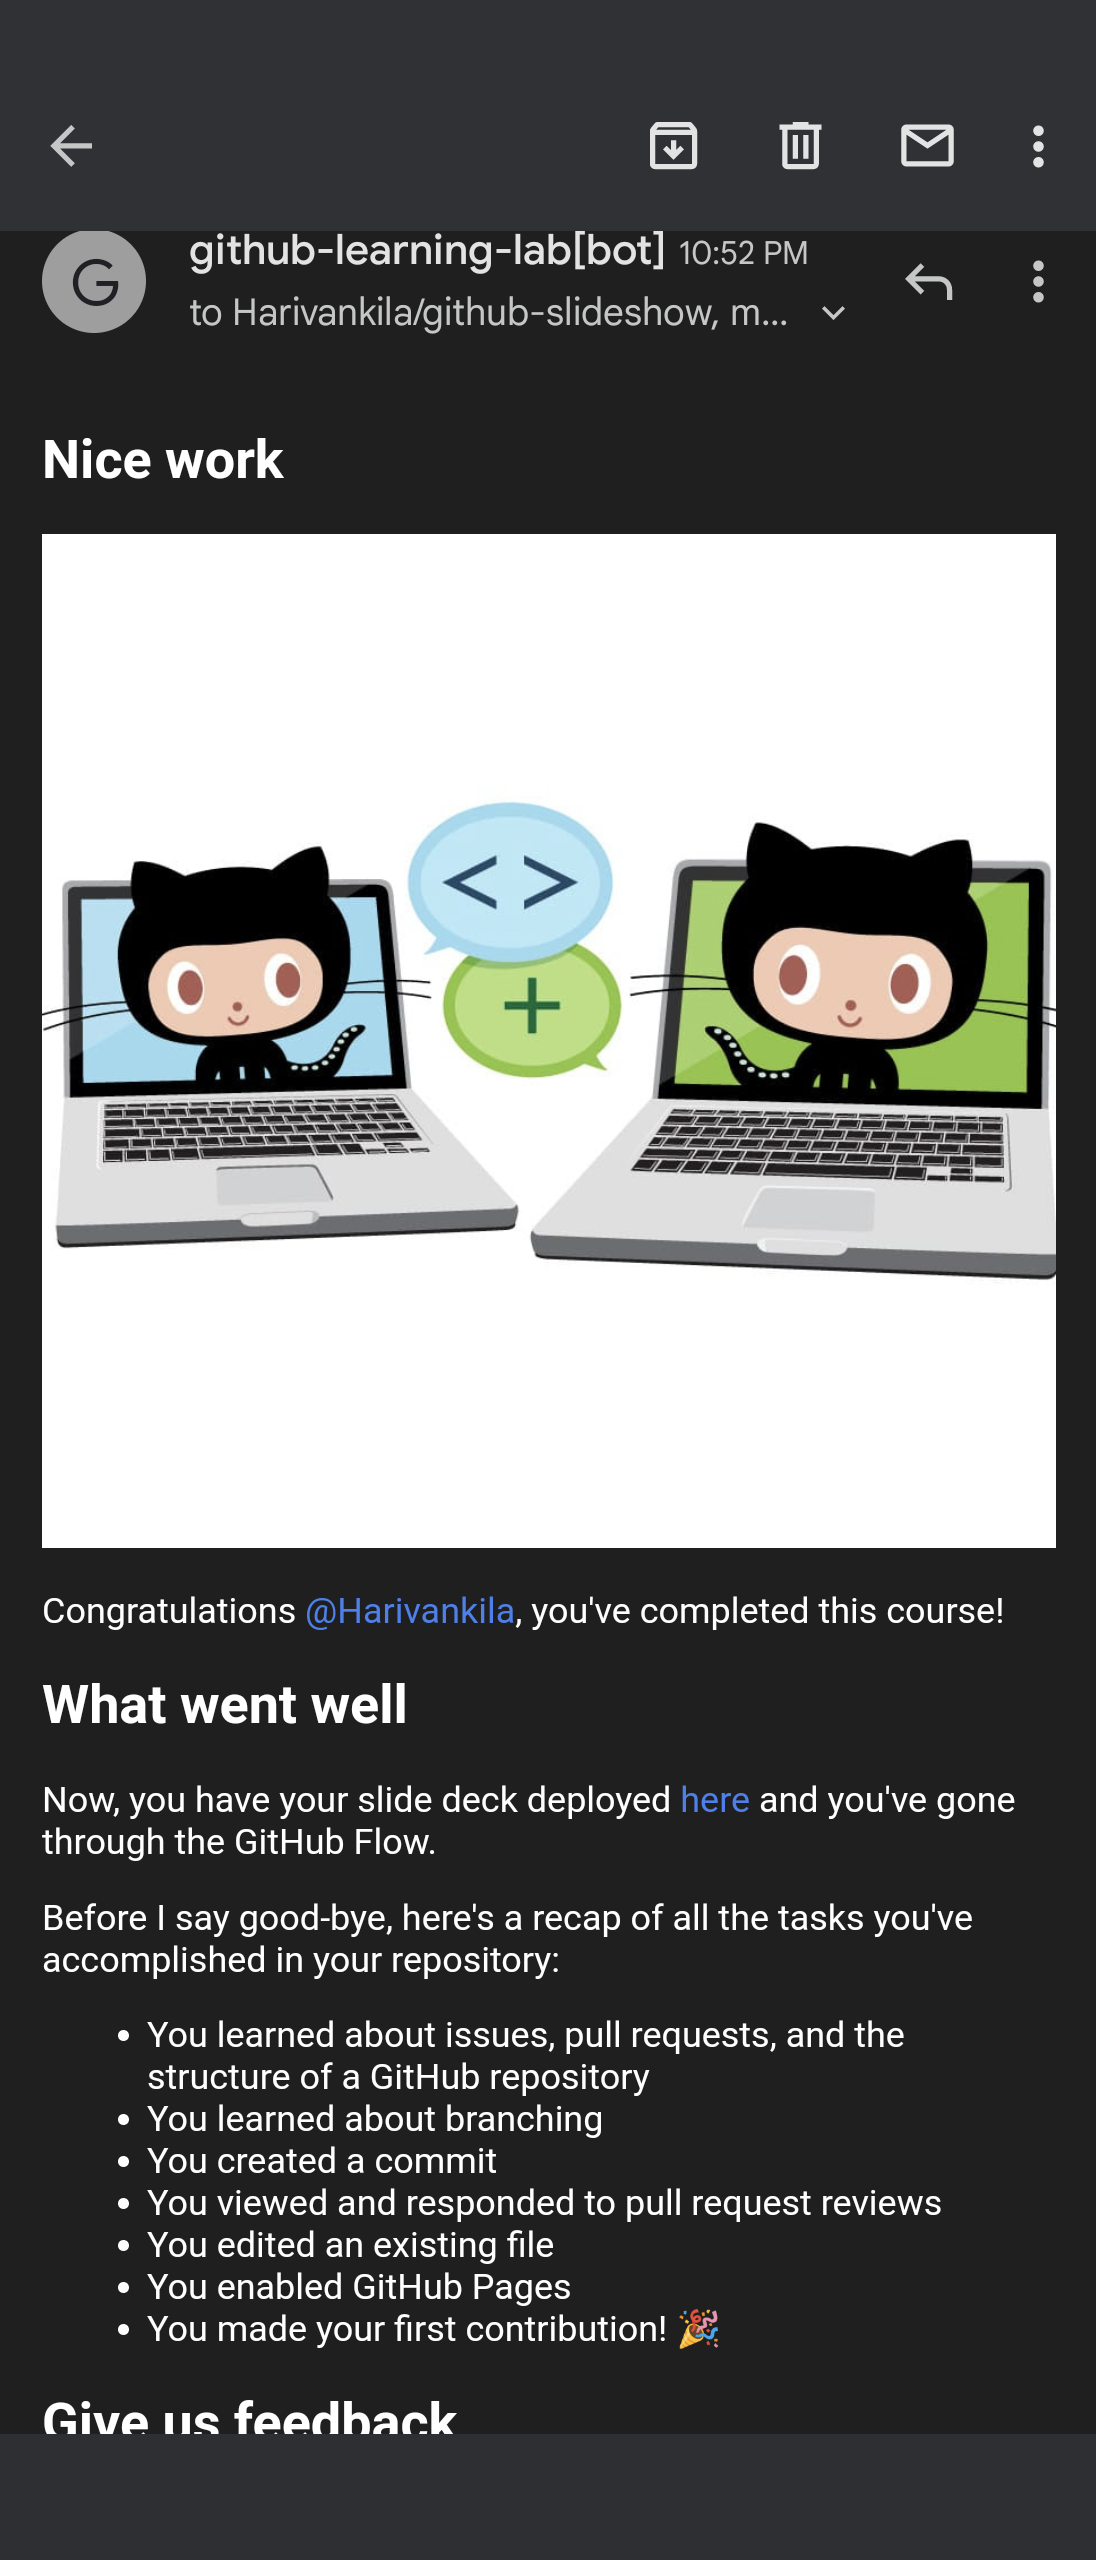 G
github-learning-lab[bot] 10:52 PM
to Harivankila/github-slideshow, m...
Nice work
< >
+
Congratulations @Harivankila, you've completed this course!
What went well
Now, you have your slide deck deployed here and you've gone
through the GitHub Flow.
Before I say good-bye, here's a recap of all the tasks you've
accomplished in your repository:
• You learned about issues, pull requests, and the
structure of a GitHub repository
• You learned about branching
• You created a commit
• You viewed and responded to pull request reviews
• You edited an existing file
• You enabled GitHub Pages
• You made your first contribution! 🎉
Give us feedback